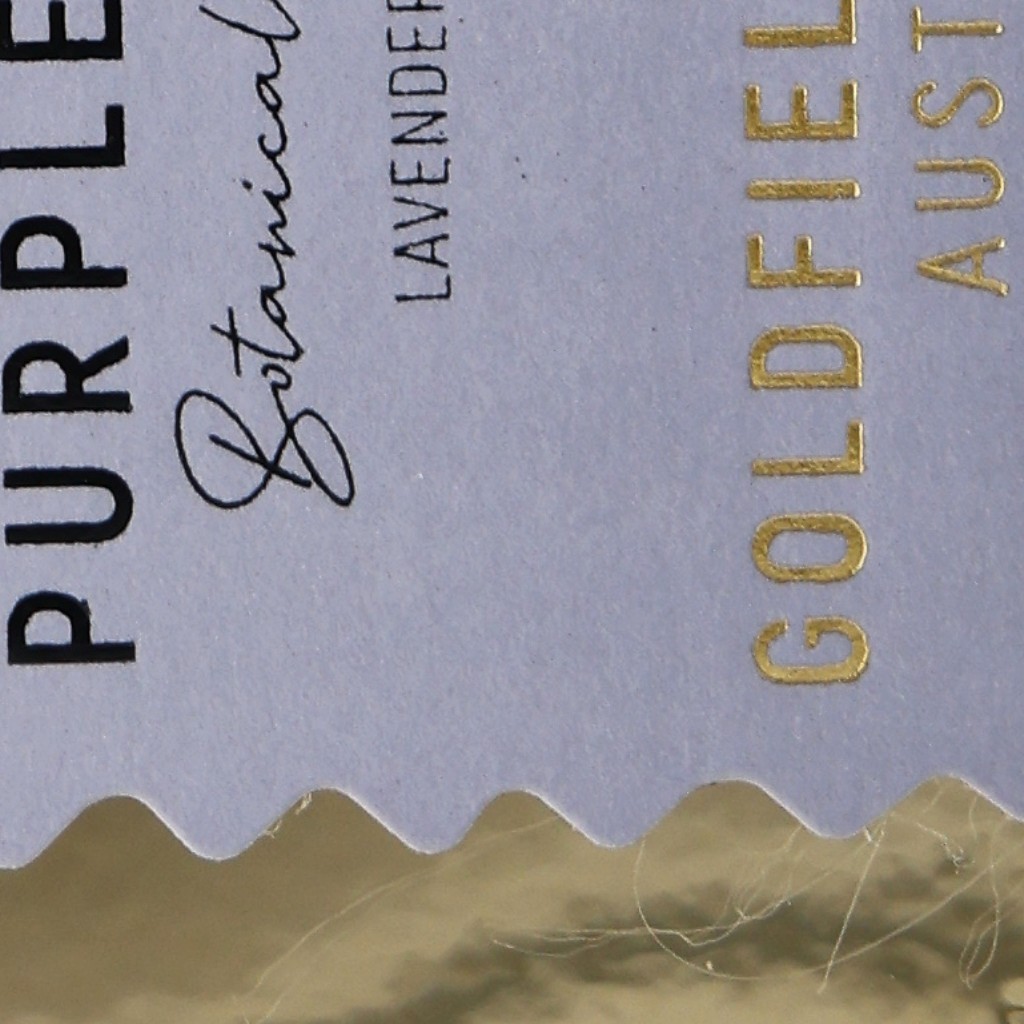 PURPLE
Botanical
LAVENDER
GOLDFIEL
AUST